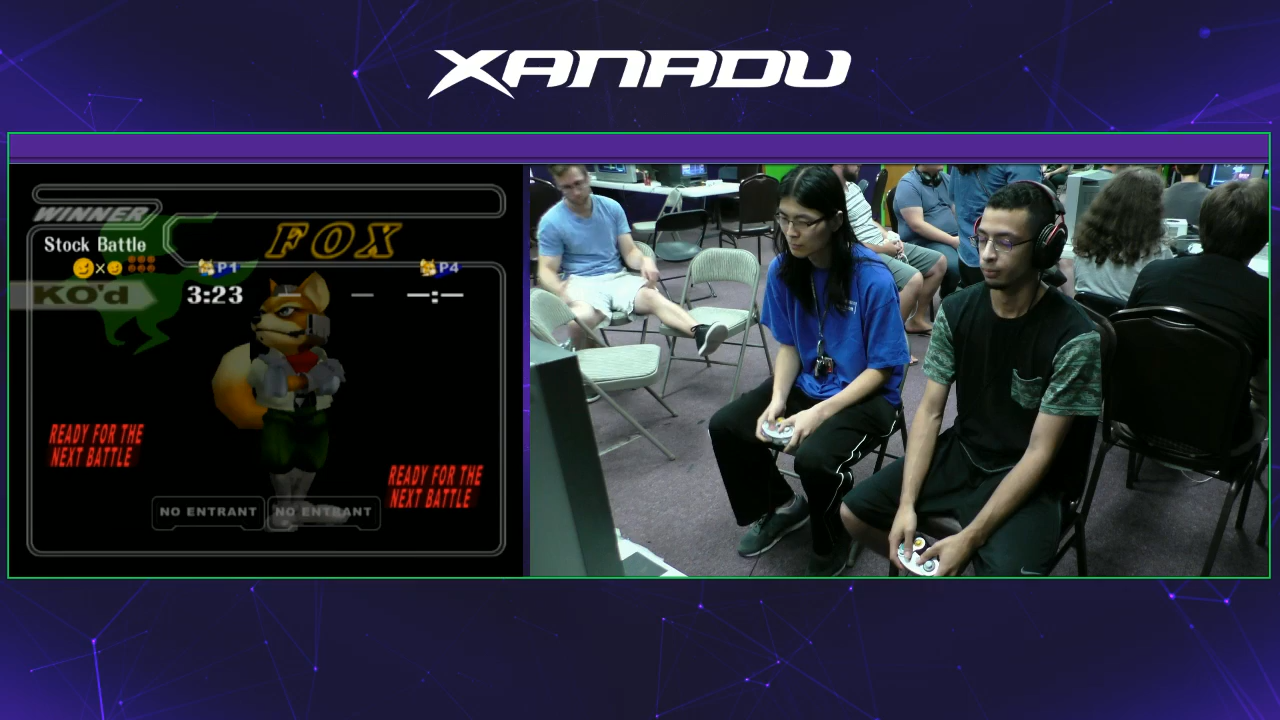 XANADU
WINNER
FOX
Stock Battle
x
P1
P4
KO'd
3:23
—
—:—
READY FOR THE
NEXT BATTLE
READY FOR THE
NEXT BATTLE
NO ENTRANT
NO ENTRANT